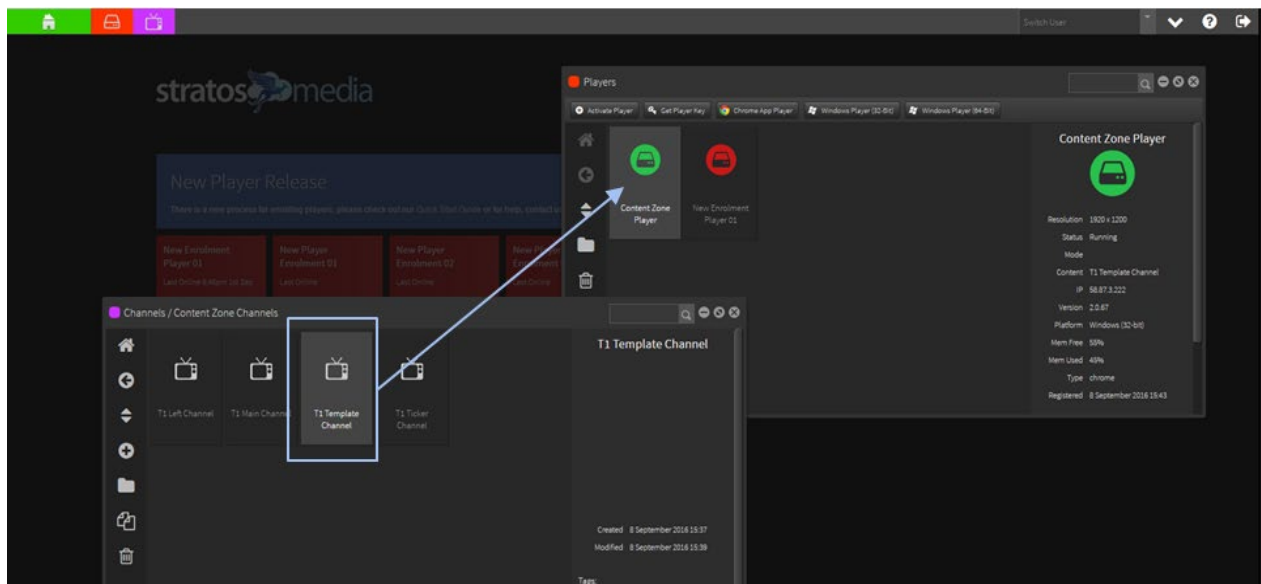 Switch User
stratosmedia
New Player Release
There is a new process for enrolling players, please check out our Quick Start Guide or for help, contact
New Enrolment
Player 01
New Player
Enrolment 01
Last Online
New Player
Enrolment 02
Last Online
New
Enrolment
Last Online
Players
Activate Player
Get Player Key
Chrome App Player
Windows Player (32-Bit)
Windows Player (64-Bit)
Content Zone
Player
New Enrolment
Player 01
Content Zone Player
Resolution 1920 x 1200
Status Running
Mode
Content T1 Template Channel
IP 58.87.3.222
Version 2.0.67
Platform Windows (32-bit)
Mem Free 55%
Mem Used 45%
Type chrome
Registered 8 September 2016 15:43
Channels / Content Zone Channels
T1 Left Channel
T1 Main Channel
T1 Template
Channel
T1 Ticker
Channel
T1 Template Channel
Created 8 September 2016 15:37
Modified 8 September 2016 15:39
Tags: